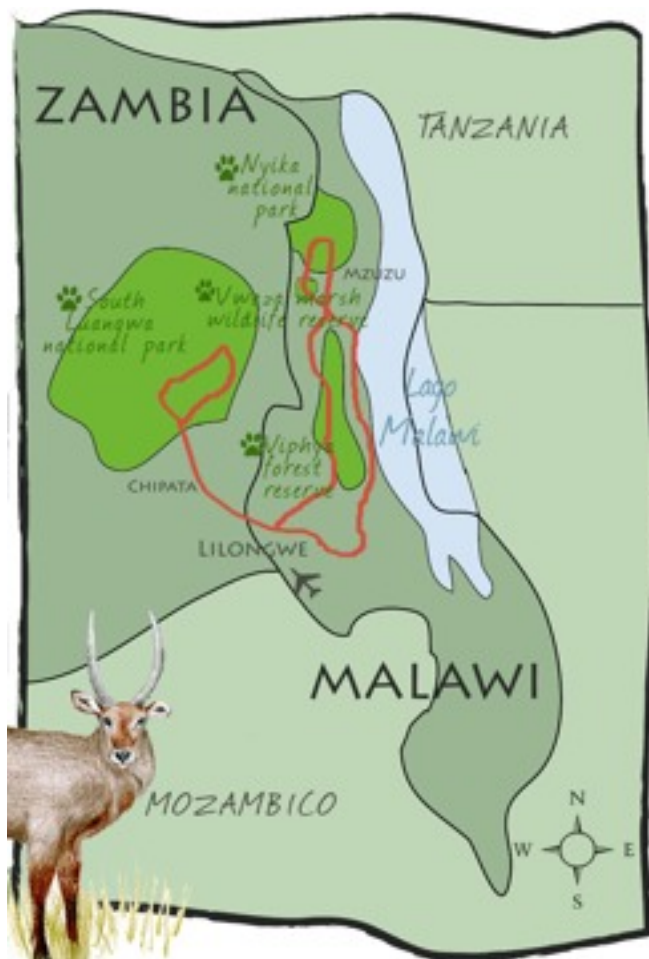 ZAMBIA
TANZANIA
Nyika
national
park
MZUZU
South
Luangwa
national park
Vwaza marsh
wildlife reserve
Lago
Malawi
Viphya
forest
reserve
CHIPATA
LILONGWE
MALAWI
MOZAMBICO
N
W
E
S